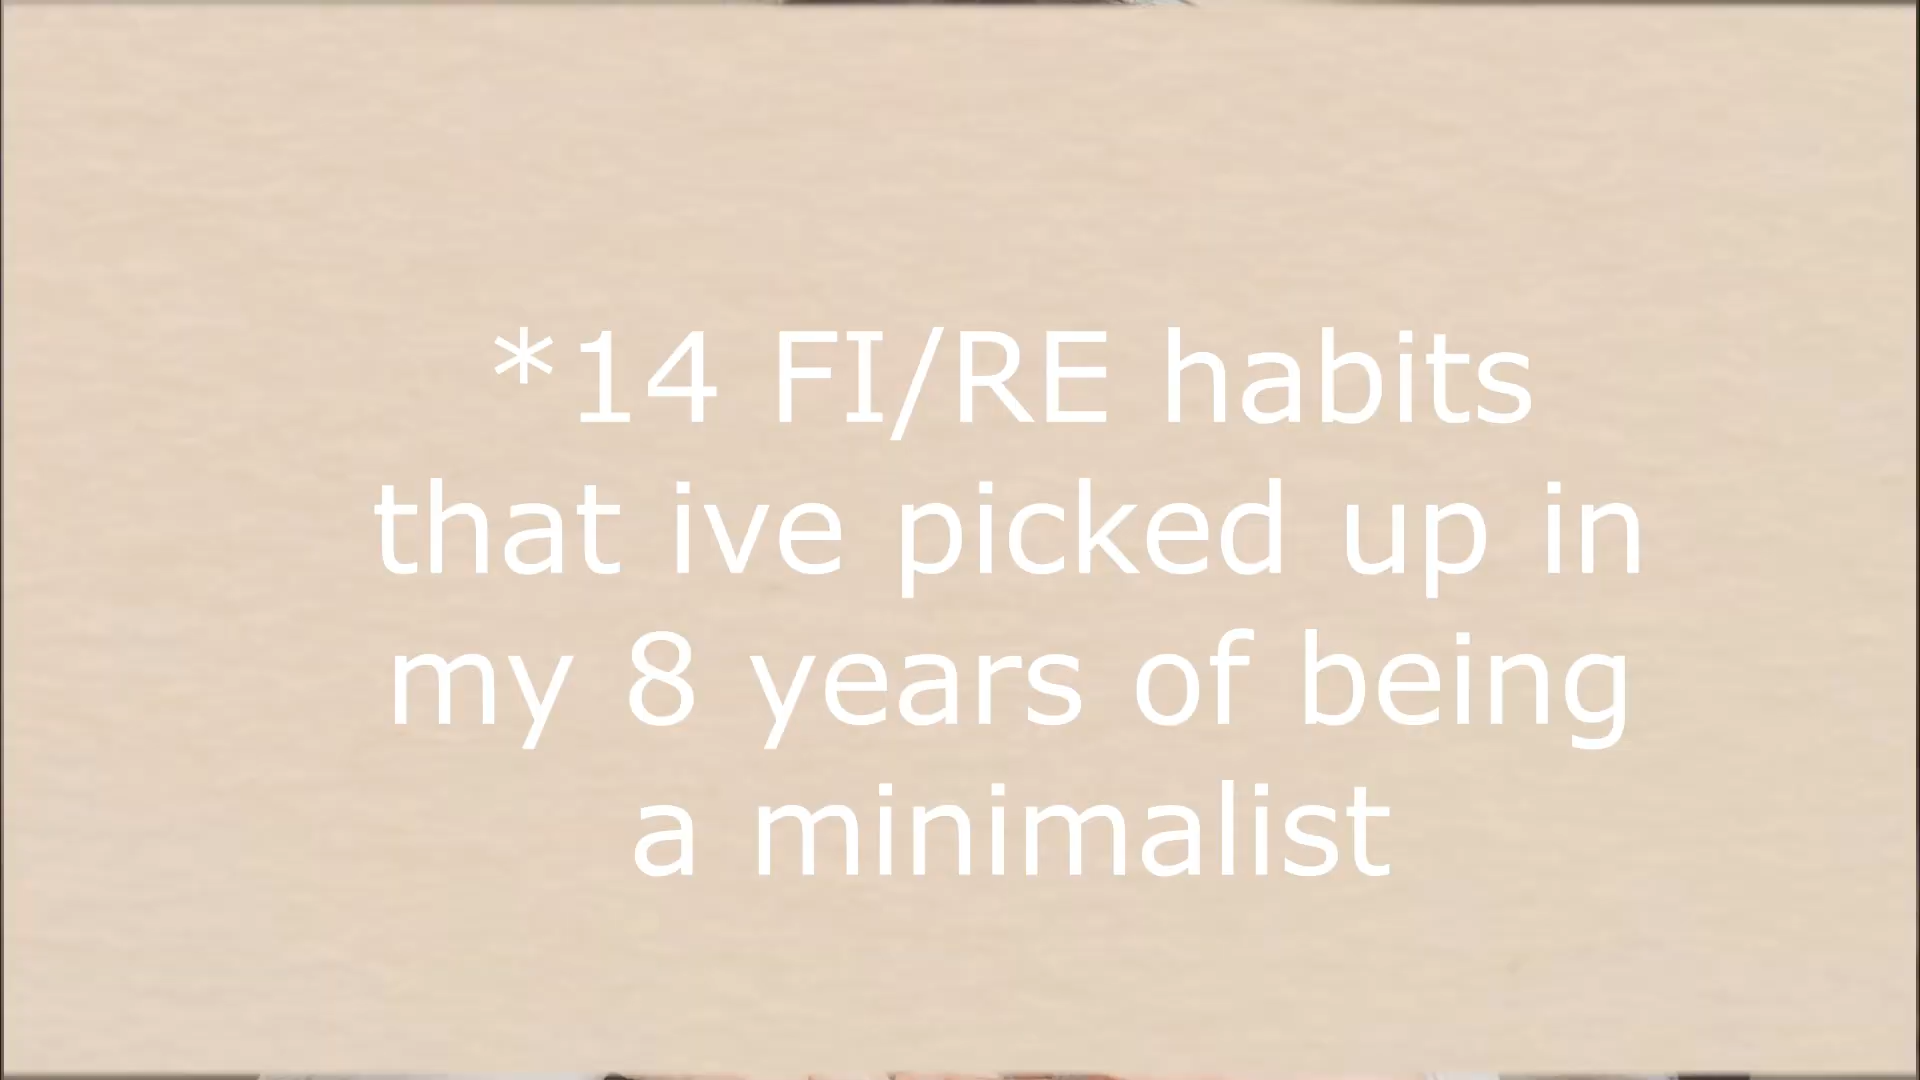 *14 FI/RE habits
that ive picked up in
my 8 years of being
a minimalist